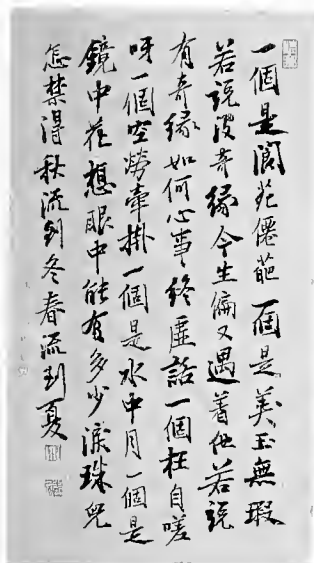 一個是閬苑僊葩一個是美玉無瑕
若說沒奇緣今生偏又遇着他若說
有奇緣如何心事終虛話一個枉自嗟
呀一個空勞牽掛一個是水中月一個是
鏡中花想眼中能有多少淚珠兒
怎禁得秋流到冬春流到夏